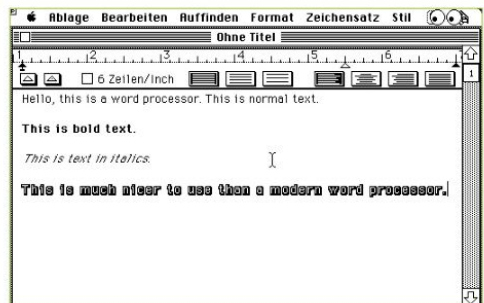 Ablage Bearbeiten Auffinden Format Zeichensatz Stil
Ohne Titel
1 2 3 4 5 6
6 Zeilen/Inch
1
Hello, this is a word processor. This is normal text.
This is bold text.
This is text in italics.
This is much nicer to use than a modern word processor.